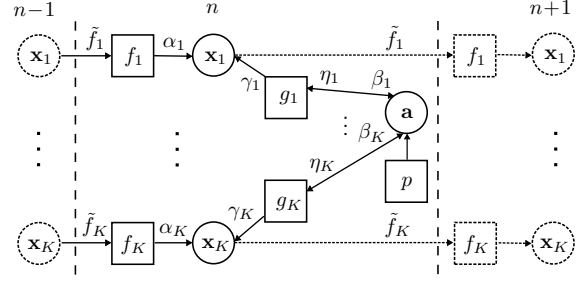 n−1 n n+1
x₁ f̃₁ f₁ α₁ x₁ f̃₁ f₁ x₁
γ₁ g₁ η₁ β₁
a
⋮ ⋮ ⋮ β_K ⋮
η_K p
γ_K g_K
x_K f̃_K f_K α_K x_K f̃_K f_K x_K